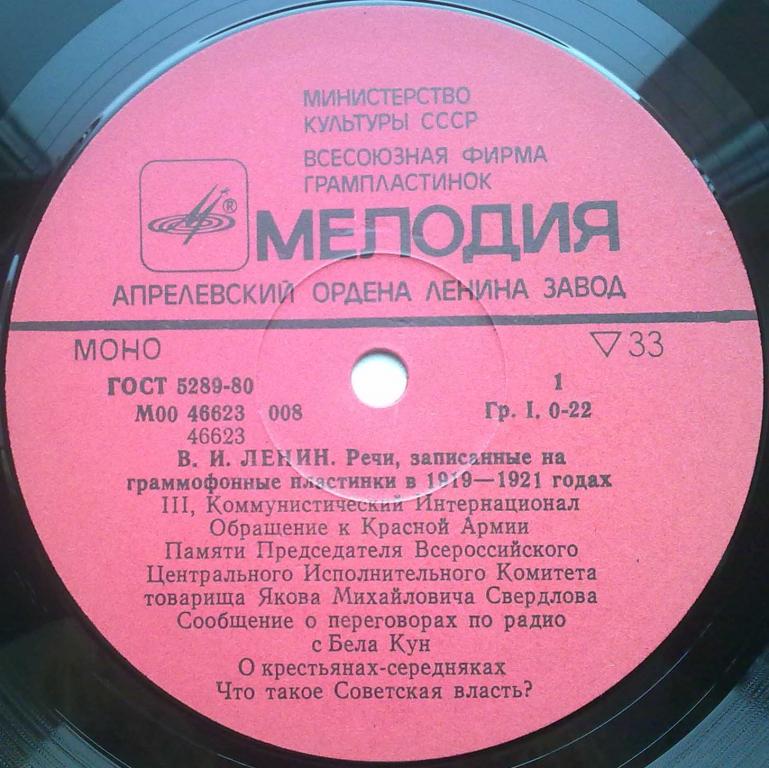 МИНИСТЕРСТВО
КУЛЬТУРЫ СССР
ВСЕСОЮЗНАЯ ФИРМА
ГРАМПЛАСТИНОК
®
МЕЛОДИЯ
АПРЕЛЕВСКИЙ ОРДЕНА ЛЕНИНА ЗАВОД
МОНО ▽33
ГОСТ 5289-80 1
М00 46623 008 Гр. I. 0-22
46623
В. И. ЛЕНИН. Речи, записанные на
граммофонные пластинки в 1919—1921 годах
III, Коммунистический Интернационал
Обращение к Красной Армии
Памяти Председателя Всероссийского
Центрального Исполнительного Комитета
товарища Якова Михайловича Свердлова
Сообщение о переговорах по радио
с Бела Кун
О крестьянах-середняках
Что такое Советская власть?